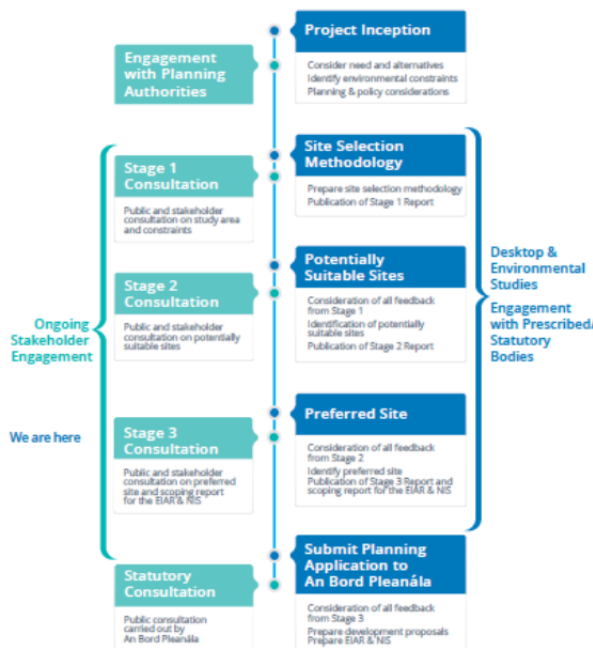 Project Inception
Consider need and alternatives
Identify environmental constraints
Planning & policy considerations
Engagement
with Planning
Authorities
Site Selection
Methodology
Prepare site selection methodology
Publication of Stage 1 Report
Stage 1
Consultation
Public and stakeholder
consultation on study area
and constraints
Potentially
Suitable Sites
Consideration of all feedback
from Stage 1
Identification of potentially
suitable sites
Publication of Stage 2 Report
Stage 2
Consultation
Public and stakeholder
consultation on potentially
suitable sites
Desktop &
Environmental
Studies
Engagement
with Prescribed/
Statutory
Bodies
Ongoing
Stakeholder
Engagement
We are here
Preferred Site
Consideration of all feedback
from Stage 2
Identify preferred site
Publication of Stage 3 Report and
scoping report for the EIAR & NIS
Stage 3
Consultation
Public and stakeholder
consultation on preferred
site and scoping report
for the EIAR & NIS
Submit Planning
Application to
An Bord Pleanála
Consideration of all feedback
from Stage 3
Prepare development proposals
Prepare EIAR & NIS
Statutory
Consultation
Public consultation
carried out by
An Bord Pleanála